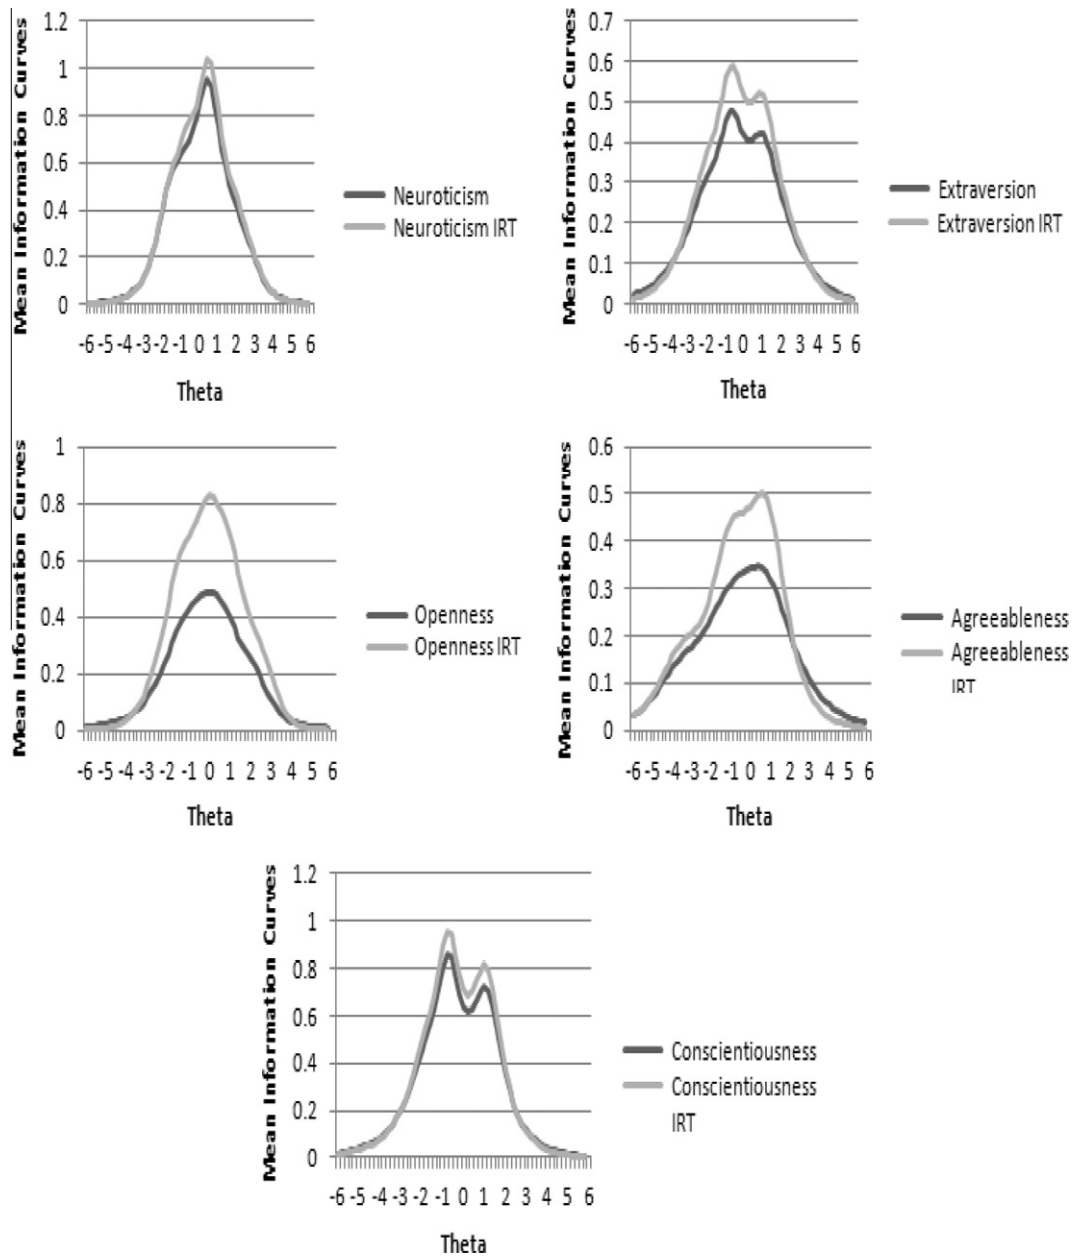 Mean Information Curves
1.2
1
0.8
0.6
0.4
0.2
0
-6 -5 -4 -3 -2 -1 0 1 2 3 4 5 6
Theta
Neuroticism
Neuroticism IRT
Mean Information Curves
0.7
0.6
0.5
0.4
0.3
0.2
0.1
0
-6 -5 -4 -3 -2 -1 0 1 2 3 4 5 6
Theta
Extraversion
Extraversion IRT
Mean Information Curves
1
0.8
0.6
0.4
0.2
0
-6 -5 -4 -3 -2 -1 0 1 2 3 4 5 6
Theta
Openness
Openness IRT
Mean Information Curves
0.6
0.5
0.4
0.3
0.2
0.1
0
-6 -5 -4 -3 -2 -1 0 1 2 3 4 5 6
Theta
Agreeableness
Agreeableness
IRT
Mean Information Curves
1.2
1
0.8
0.6
0.4
0.2
0
-6 -5 -4 -3 -2 -1 0 1 2 3 4 5 6
Theta
Conscientiousness
Conscientiousness
IRT